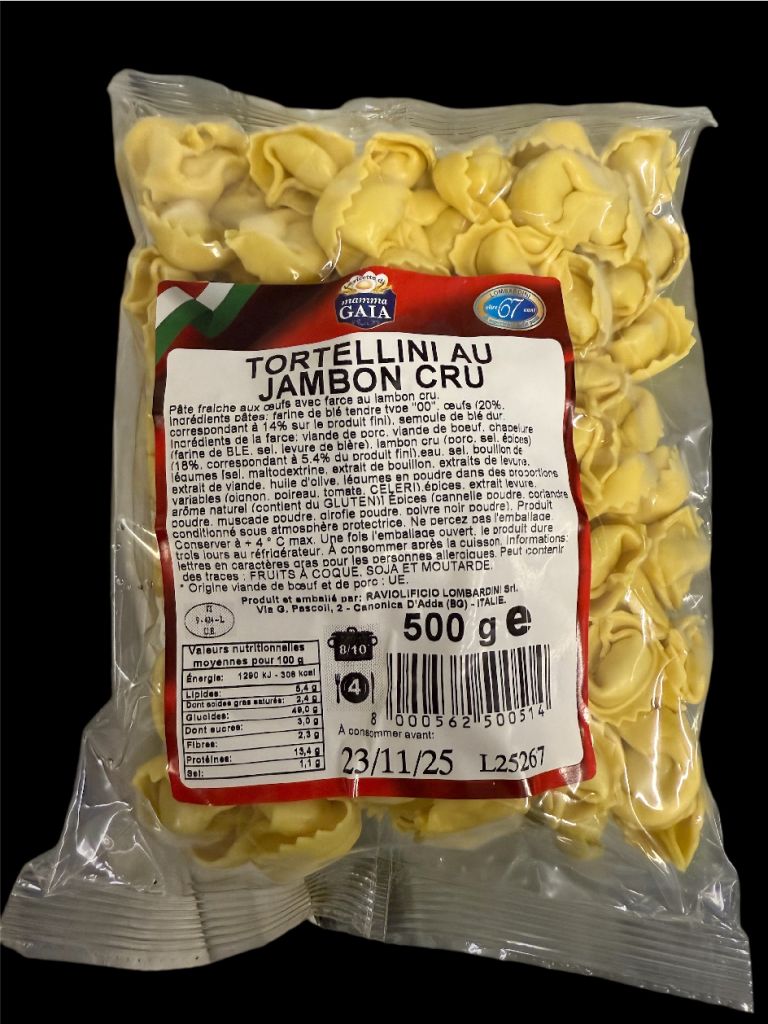 mamma
GAIA
LOMBARDINI
oltre 67 anni
TORTELLINI AU
JAMBON CRU
Pâte fraîche aux œufs avec farce au jambon cru.
Ingrédients pâtes: farine de blé tendre type "00", œufs (20%,
correspondant à 14% sur le produit fini), semoule de blé dur.
Ingrédients de la farce: viande de porc, viande de boeuf, chapelure
(farine de BLE, sel, levure de bière), jambon cru (porc, sel, épices)
(18%, correspondant à 5.4% du produit fini),eau, sel, bouillon de
légumes (sel, maltodextrine, extrait de bouillon, extraits de levure,
extrait de viande, huile d'olive, légumes en poudre dans des proportions
variables (oignon, poireau, tomate, CELERI),épices, extrait levure,
arôme naturel (contient du GLUTEN)) Épices (cannelle poudre, coriandre
poudre, muscade poudre, girofle poudre, poivre noir poudre). Produit
conditionné sous atmosphère protectrice. Ne percez pas l'emballage.
Conserver à + 4 ° C max. Une fois l'emballage ouvert, le produit dure
trois jours au réfrigérateur. À consommer après la cuisson. Informations:
lettres en caractères gras pour les personnes allergiques. Peut contenir
des traces : FRUITS À COQUE, SOJA ET MOUTARDE.
* Origine viande de bœuf et de porc : UE.
Produit et emballé par: RAVIOLIFICIO LOMBARDINI Srl.
Via G. Pascoli, 2 - Canonica D'Adda (BG) - ITALIE.
IT
9-424-L
C.E
500 g e
Valeurs nutritionnelles
moyennes pour 100 g
Énergie: 1290 kJ - 306 kcal
Lipides: 6,4 g
Dont acides gras saturés: 2,4 g
Glucides: 49,0 g
Dont sucres: 3,0 g
Fibres: 2,3 g
Protéines: 13,4 g
Sel: 1,1 g
8/10
4
8 000562 500514
À consommer avant:
23/11/25 L25267